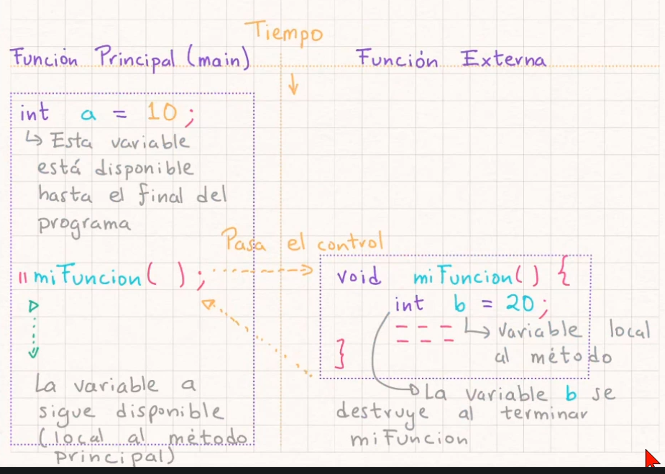 Tiempo
Función Principal (main)
Función Externa
int a = 10;
↳ Esta variable
está disponible
hasta el final del
programa
Pasa el control
"miFuncion( );
void miFuncion() {
int b = 20;
= = = ↳ variable local
al método
}
La variable a
sigue disponible
(local al método
principal)
La variable b se
destruye al terminar
miFuncion